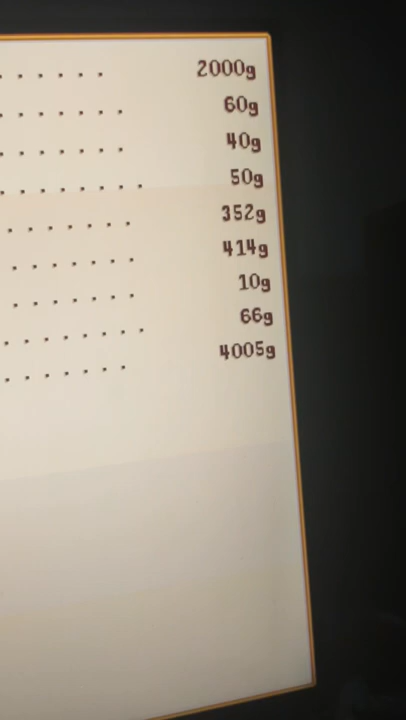 . . . . . . 2000g
. . . . . . . 60g
. . . . . . . 40g
. . . . . . . . 50g
. . . . . . . 352g
. . . . . . . 414g
. . . . . . . 10g
. . . . . . . . 66g
. . . . . . . 4005g